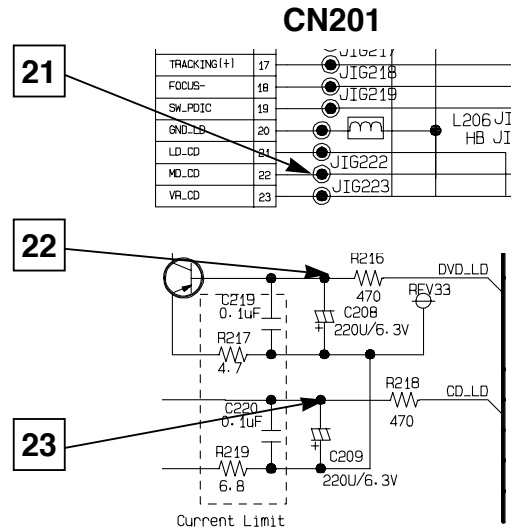 CN201
JIG217
TRACKING(+) 17
JIG218
21
FOCUS- 18
JIG219
SW_PDIC 19
GND_LD 20
L206 JI
HB JI
LD_CD 21
JIG222
MD_CD 22
JIG223
VR_CD 23
22
R216
470
DVD_LD
REV33
C219
0.1uF
C208
220U/6.3V
R217
4.7
R218
470
CD_LD
C220
0.1uF
23
R219
6.8
C209
220U/6.3V
Current Limit